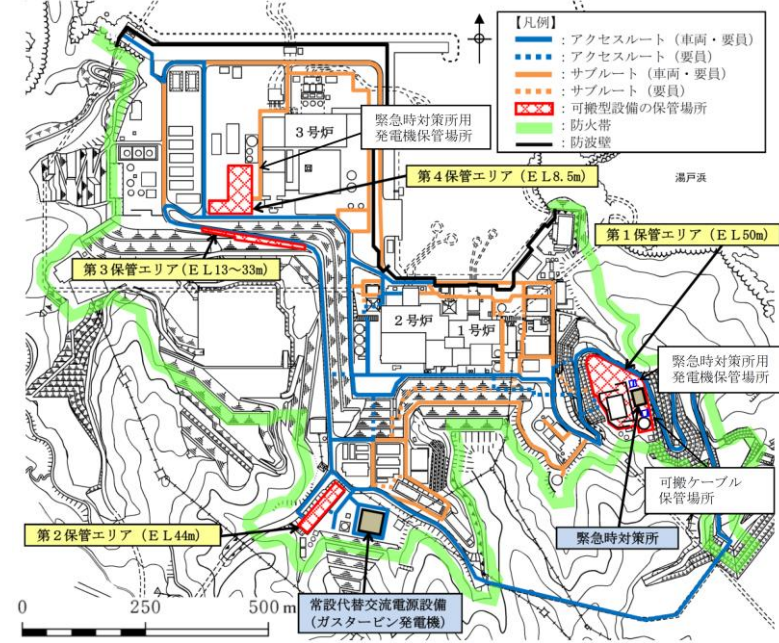 【凡例】
：アクセスルート（車両・要員）
：アクセスルート（要員）
：サブルート（車両・要員）
：サブルート（要員）
：可搬型設備の保管場所
：防火帯
：防波壁
緊急時対策所用
発電機保管場所
３号炉
湯戸浜
第４保管エリア（ＥＬ8.5m）
第１保管エリア（ＥＬ50m）
第３保管エリア（ＥＬ13～33m）
２号炉
１号炉
緊急時対策所用
発電機保管場所
可搬ケーブル
保管場所
第２保管エリア（ＥＬ44m）
緊急時対策所
常設代替交流電源設備
（ガスタービン発電機）
0 250 500 m